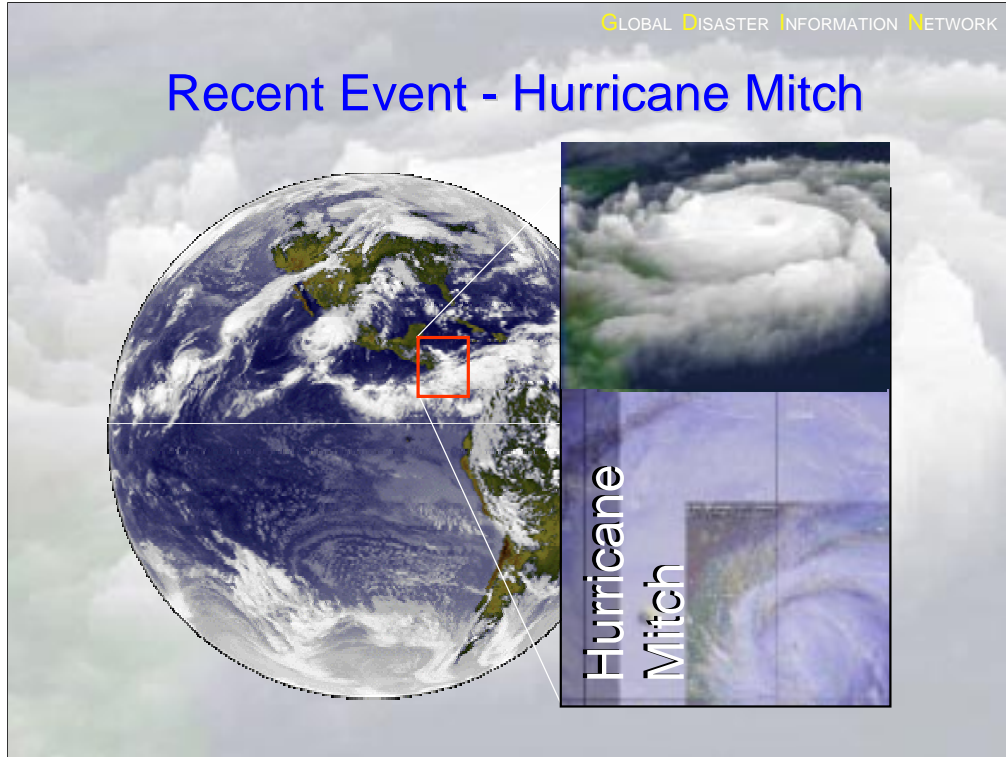 GLOBAL DISASTER INFORMATION NETWORK
Recent Event - Hurricane Mitch
Hurricane
Mitch